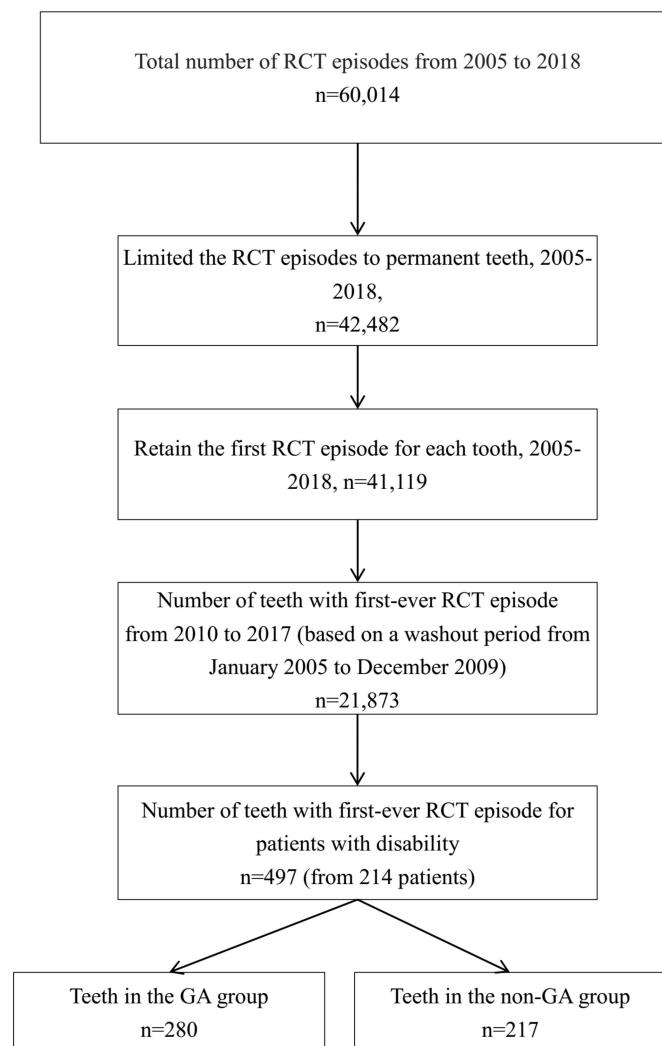 Total number of RCT episodes from 2005 to 2018
n=60,014
Limited the RCT episodes to permanent teeth, 2005-
2018,
n=42,482
Retain the first RCT episode for each tooth, 2005-
2018, n=41,119
Number of teeth with first-ever RCT episode
from 2010 to 2017 (based on a washout period from
January 2005 to December 2009)
n=21,873
Number of teeth with first-ever RCT episode for
patients with disability
n=497 (from 214 patients)
Teeth in the GA group
n=280
Teeth in the non-GA group
n=217